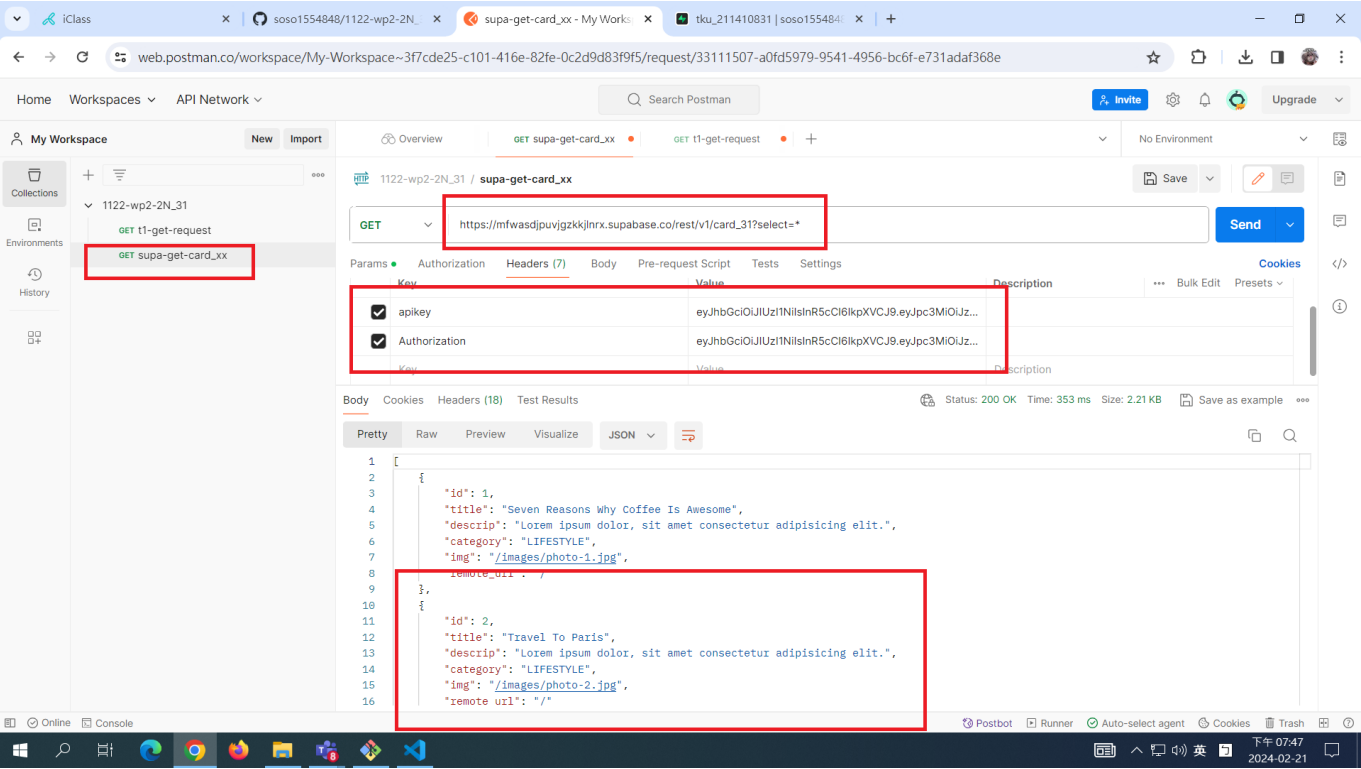 iClass
soso1554848/1122-wp2-2N_
supa-get-card_xx - My Works
tku_211410831 | soso1554848
web.postman.co/workspace/My-Workspace~3f7cde25-c101-416e-82fe-0c2d9d83f9f5/request/33111507-a0fd5979-9541-4956-bc6f-e731adaf368e
Home Workspaces API Network Search Postman Invite Upgrade
My Workspace New Import Overview GET supa-get-card_xx GET t1-get-request No Environment
Collections
Environments
History
1122-wp2-2N_31
GET t1-get-request
GET supa-get-card_xx
HTTP 1122-wp2-2N_31 / supa-get-card_xx Save
GET https://mfwasdjpuvjgzkkjlnrx.supabase.co/rest/v1/card_31?select=* Send
Params Authorization Headers (7) Body Pre-request Script Tests Settings Cookies
Key Value Description Bulk Edit Presets
apikey eyJhbGciOiJIUzI1NiIsInR5cCI6IkpXVCJ9.eyJpc3MiOiJz...
Authorization eyJhbGciOiJIUzI1NiIsInR5cCI6IkpXVCJ9.eyJpc3MiOiJz...
Key Value Description
Body Cookies Headers (18) Test Results Status: 200 OK Time: 353 ms Size: 2.21 KB Save as example
Pretty Raw Preview Visualize JSON
1 [
2 {
3 "id": 1,
4 "title": "Seven Reasons Why Coffee Is Awesome",
5 "descrip": "Lorem ipsum dolor, sit amet consectetur adipisicing elit.",
6 "category": "LIFESTYLE",
7 "img": "/images/photo-1.jpg",
8 "remote_url": "/"
9 },
10 {
11 "id": 2,
12 "title": "Travel To Paris",
13 "descrip": "Lorem ipsum dolor, sit amet consectetur adipisicing elit.",
14 "category": "LIFESTYLE",
15 "img": "/images/photo-2.jpg",
16 "remote_url": "/"
Online Console Postbot Runner Auto-select agent Cookies Trash
8 英 下午 07:47
2024-02-21